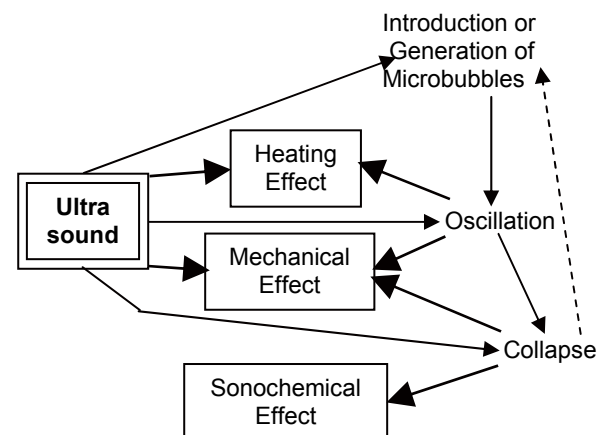 Introduction or
Generation of
Microbubbles
Heating
Effect
Ultra
sound
Oscillation
Mechanical
Effect
Collapse
Sonochemical
Effect